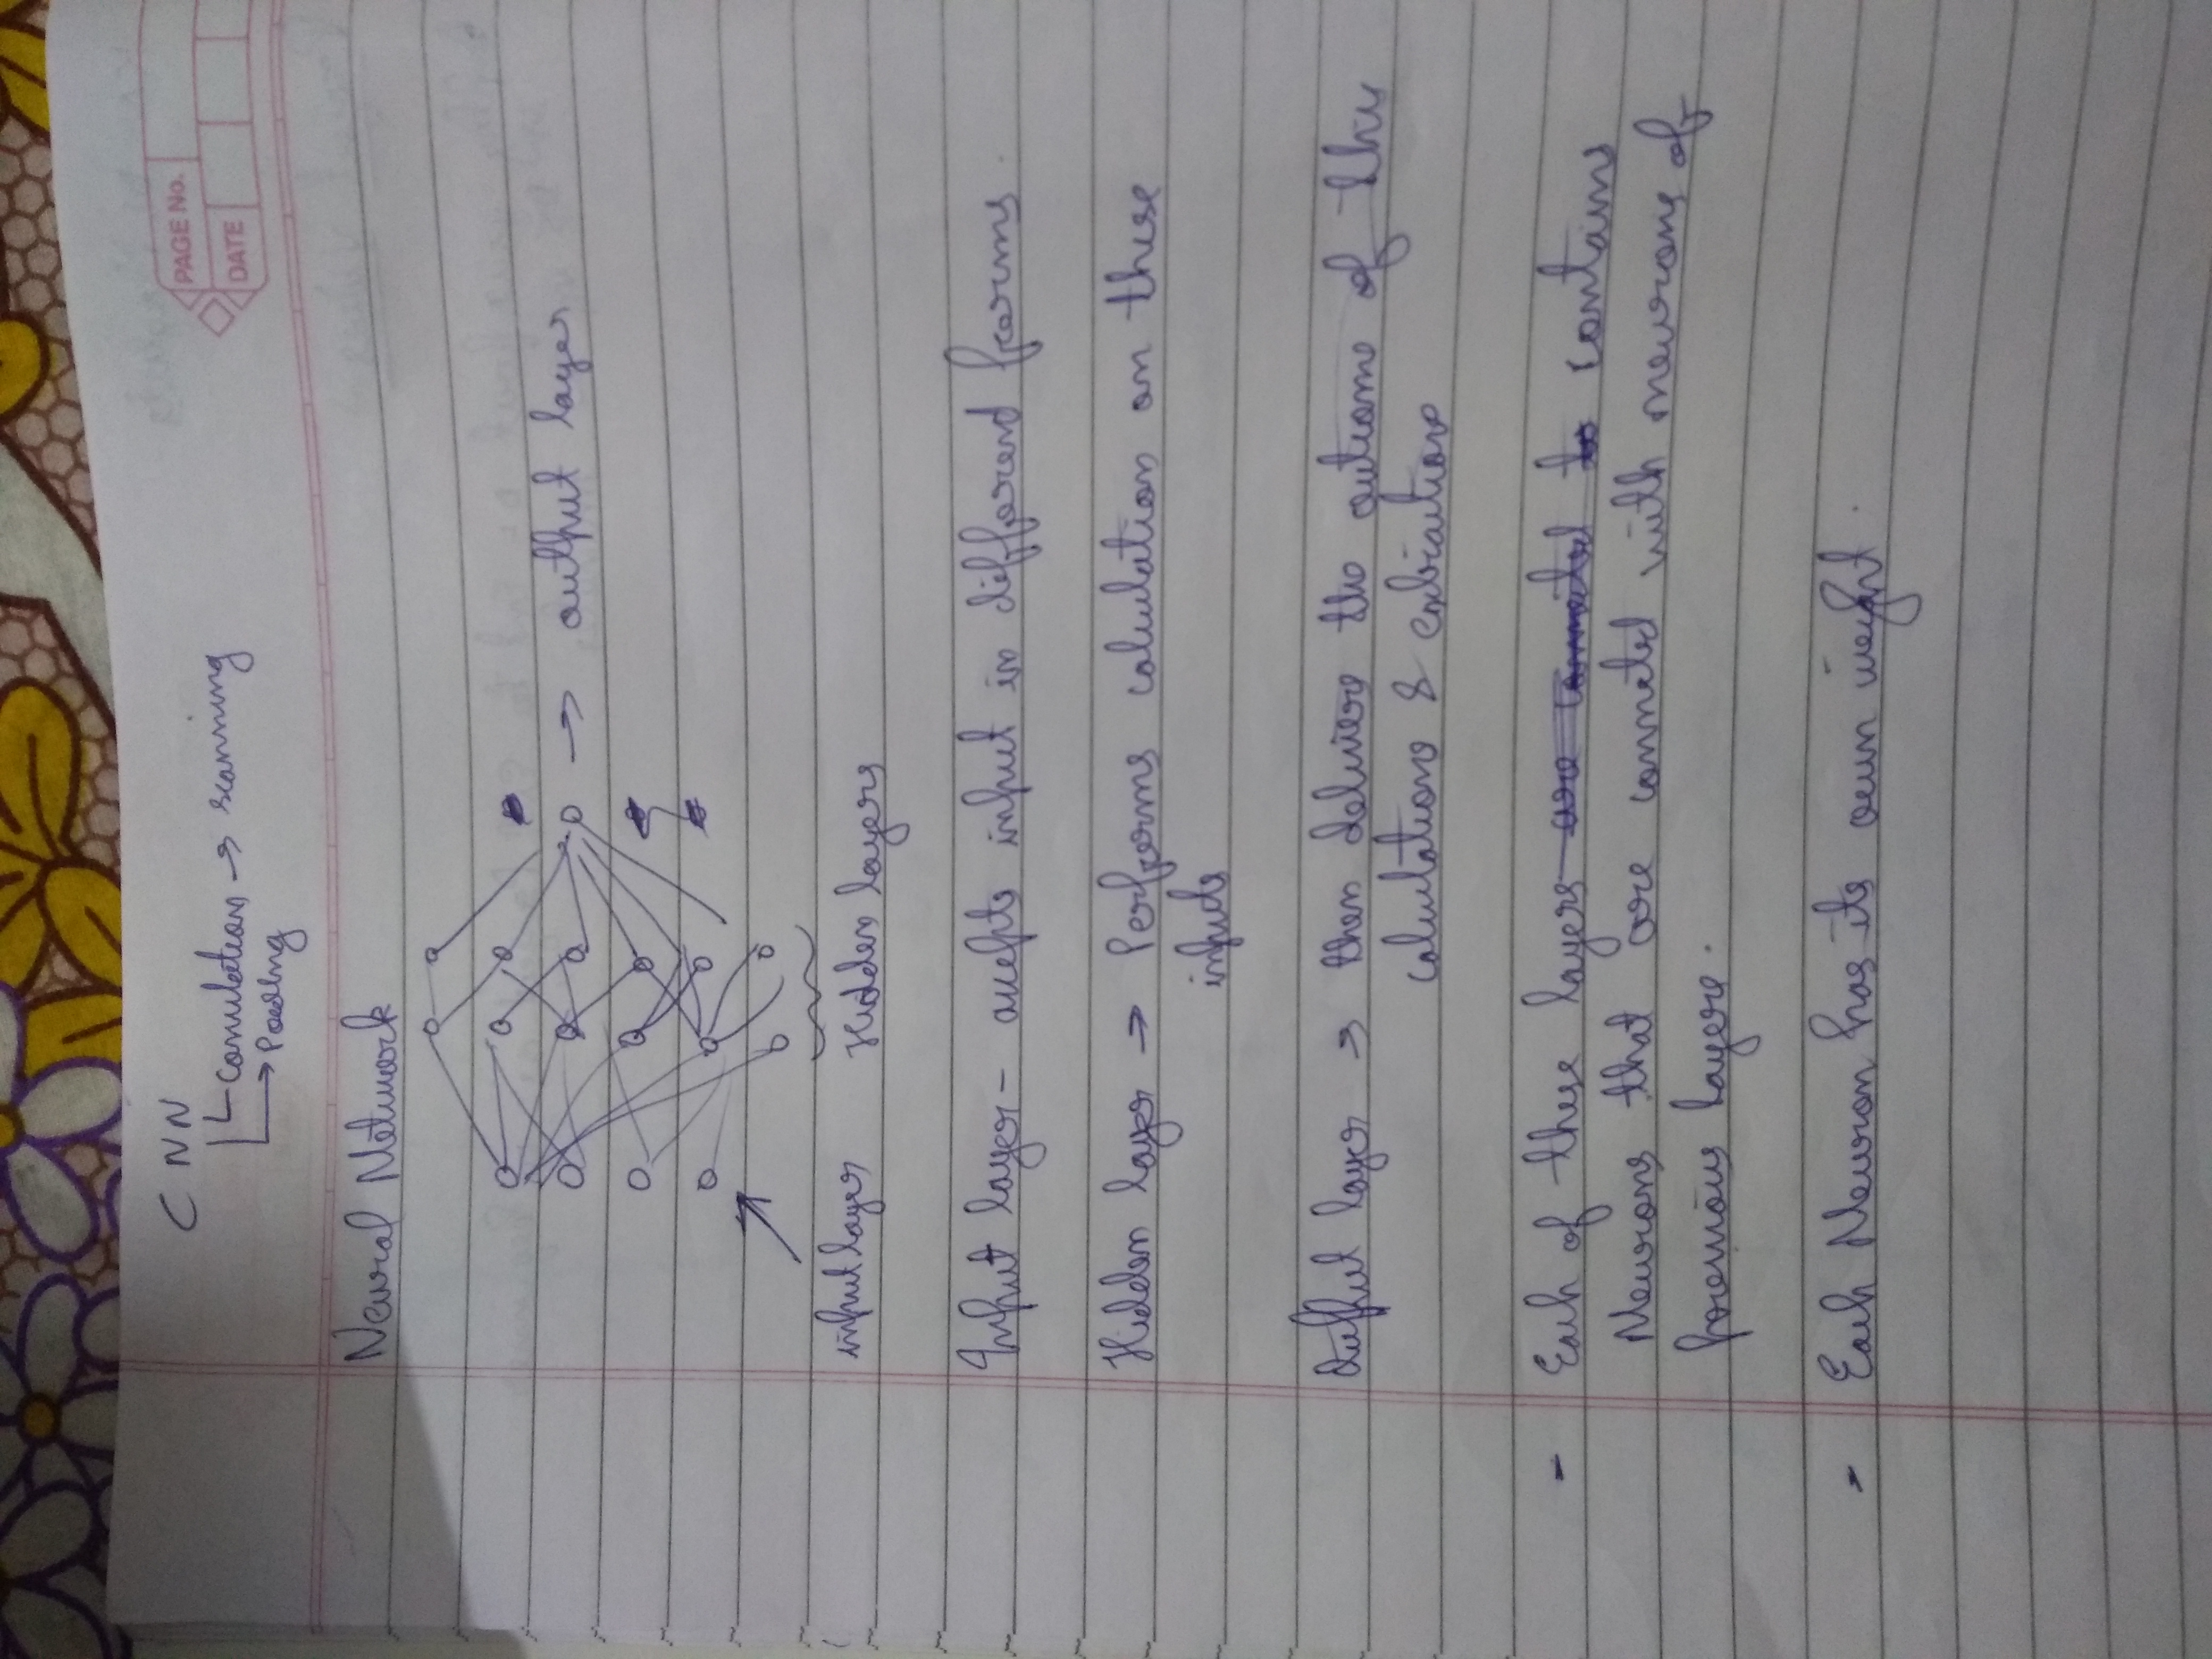 PAGE No.
DATE
CNN
Convulation → scanning
→ Pooling
Neural Network
→ output layer
input layer Hidden layers
Input layer - accepts input in different forms.
Hidden layer → Performs calculation on these
inputs
Output layer → then delivers the outcome of the
calculations &
Each of these layers are connected to contains
Neurons that are connected with neurons of
previous layers.
- Each Neuron has its own weight.